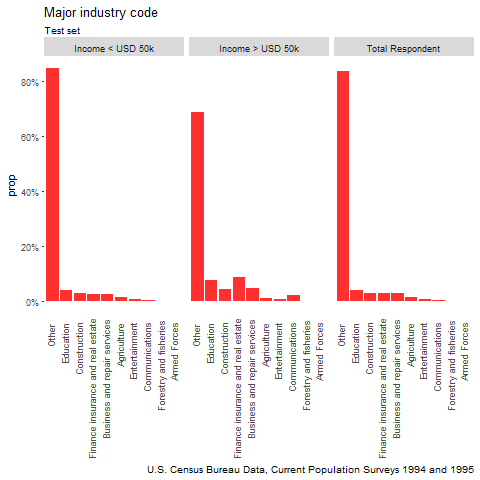 Major industry code
Test set
Income < USD 50k
Income > USD 50k
Total Respondent
prop
80%
60%
40%
20%
0%
Other
Education
Construction
Finance insurance and real estate
Business and repair services
Agriculture
Entertainment
Communications
Forestry and fisheries
Armed Forces
Other
Education
Construction
Finance insurance and real estate
Business and repair services
Agriculture
Entertainment
Communications
Forestry and fisheries
Armed Forces
Other
Education
Construction
Finance insurance and real estate
Business and repair services
Agriculture
Entertainment
Communications
Forestry and fisheries
Armed Forces
U.S. Census Bureau Data, Current Population Surveys 1994 and 1995